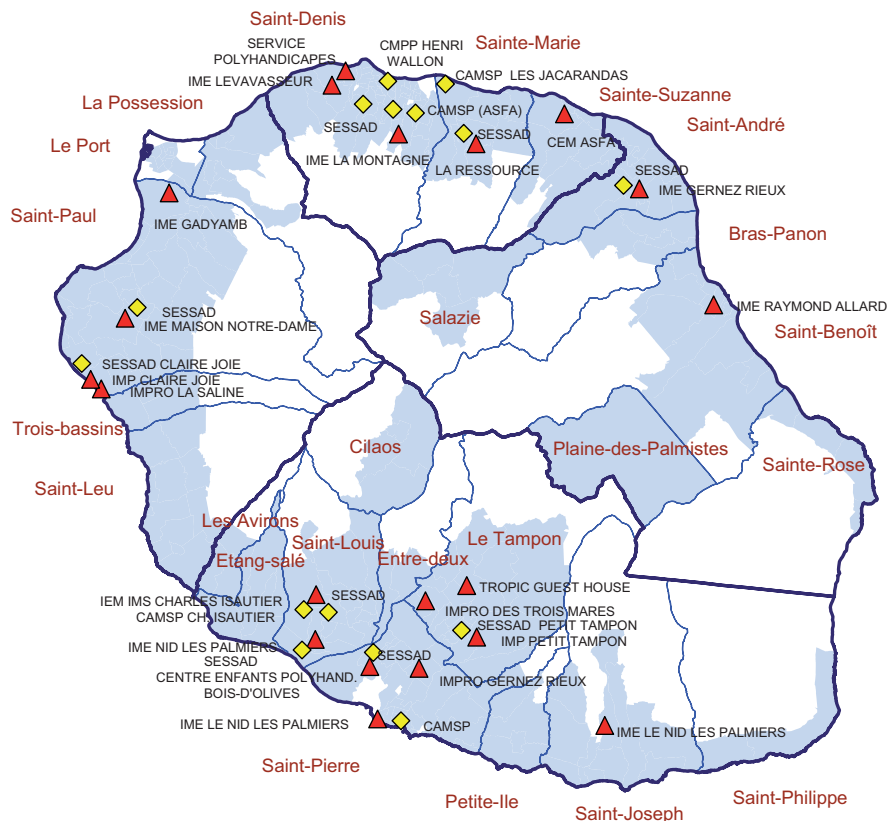 Saint-Denis
SERVICE
POLYHANDICAPES
CMPP HENRI
WALLON
Sainte-Marie
IME LEVAVASSEUR
CAMSP LES JACARANDAS
La Possession
Sainte-Suzanne
Le Port
SESSAD
CAMSP (ASFA)
Saint-André
SESSAD
CEM ASFA
IME LA MONTAGNE
LA RESSOURCE
SESSAD
IME GERNEZ RIEUX
Saint-Paul
IME GADYAMB
Bras-Panon
SESSAD
IME MAISON NOTRE-DAME
Salazie
IME RAYMOND ALLARD
Saint-Benoît
SESSAD CLAIRE JOIE
IMP CLAIRE JOIE
IMPRO LA SALINE
Trois-bassins
Cilaos
Plaine-des-Palmistes
Sainte-Rose
Saint-Leu
Les Avirons
Saint-Louis
Le Tampon
Etang-salé
Entre-deux
TROPIC GUEST HOUSE
SESSAD
IEM IMS CHARLES ISAUTIER
CAMSP CH. ISAUTIER
IMPRO DES TROIS MARES
SESSAD PETIT TAMPON
IMP PETIT TAMPON
IME NID LES PALMIERS
SESSAD
SESSAD
CENTRE ENFANTS POLYHAND.
BOIS-D'OLIVES
IMPRO GERNEZ RIEUX
IME LE NID LES PALMIERS
CAMSP
IME LE NID LES PALMIERS
Saint-Pierre
Petite-Ile
Saint-Joseph
Saint-Philippe